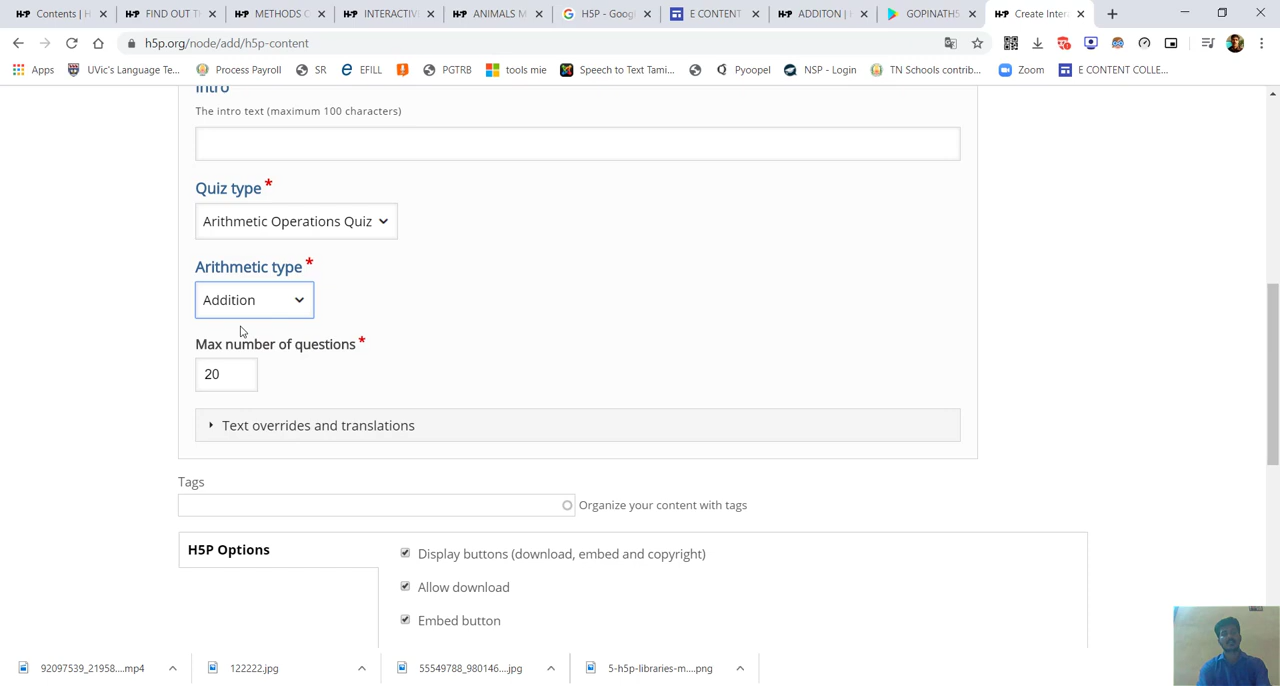 Contents | H
FIND OUT TH
METHODS O
INTERACTIV
ANIMALS M
H5P - Goog
E CONTENT
ADDITON |
GOPINATH5
Create Inter
h5p.org/node/add/h5p-content
Apps
UVic's Language Te...
Process Payroll
SR
EFILL
PGTRB
tools mie
Speech to Text Tami...
Pyoopel
NSP - Login
TN Schools contrib...
Zoom
E CONTENT COLLE...
Intro
The intro text (maximum 100 characters)
Quiz type *
Arithmetic Operations Quiz
Arithmetic type *
Addition
Max number of questions *
20
Text overrides and translations
Tags
Organize your content with tags
H5P Options
Display buttons (download, embed and copyright)
Allow download
Embed button
92097539_21958....mp4
122222.jpg
55549788_980146....jpg
5-h5p-libraries-m....png